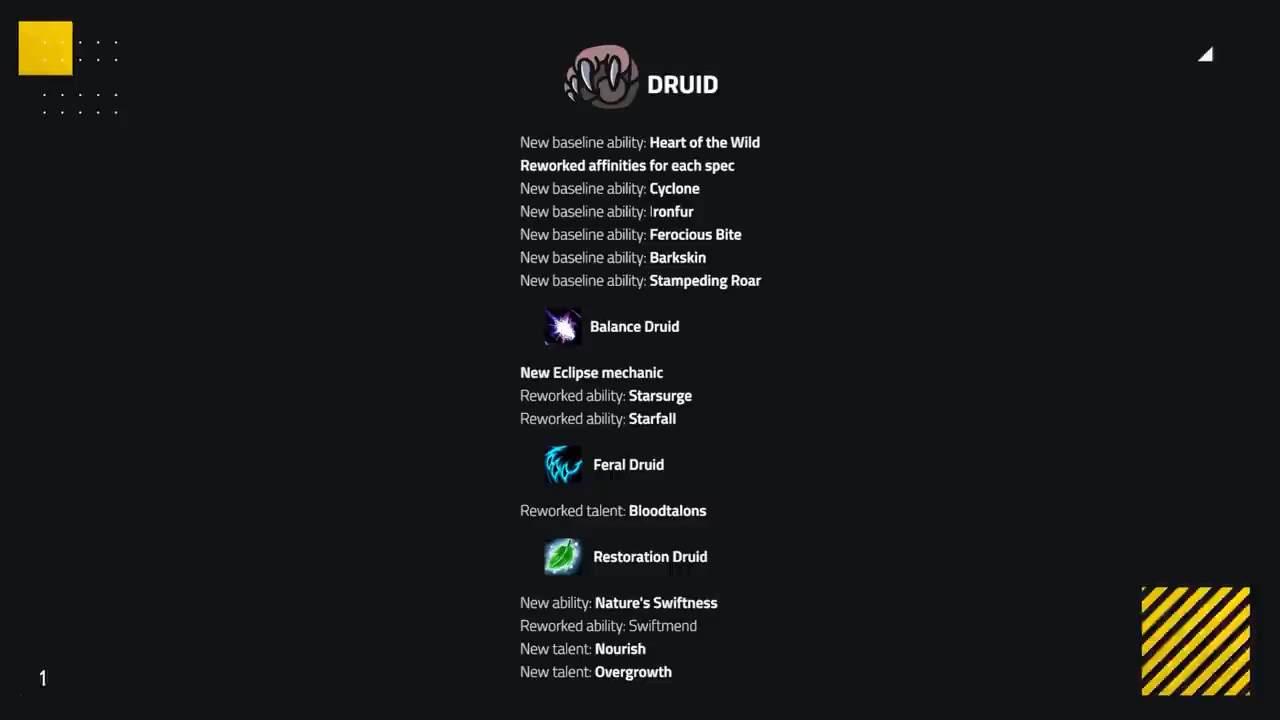 DRUID
New baseline ability: Heart of the Wild
Reworked affinities for each spec
New baseline ability: Cyclone
New baseline ability: Ironfur
New baseline ability: Ferocious Bite
New baseline ability: Barkskin
New baseline ability: Stampeding Roar
Balance Druid
New Eclipse mechanic
Reworked ability: Starsurge
Reworked ability: Starfall
Feral Druid
Reworked talent: Bloodtalons
Restoration Druid
New ability: Nature's Swiftness
Reworked ability: Swiftmend
New talent: Nourish
New talent: Overgrowth
1